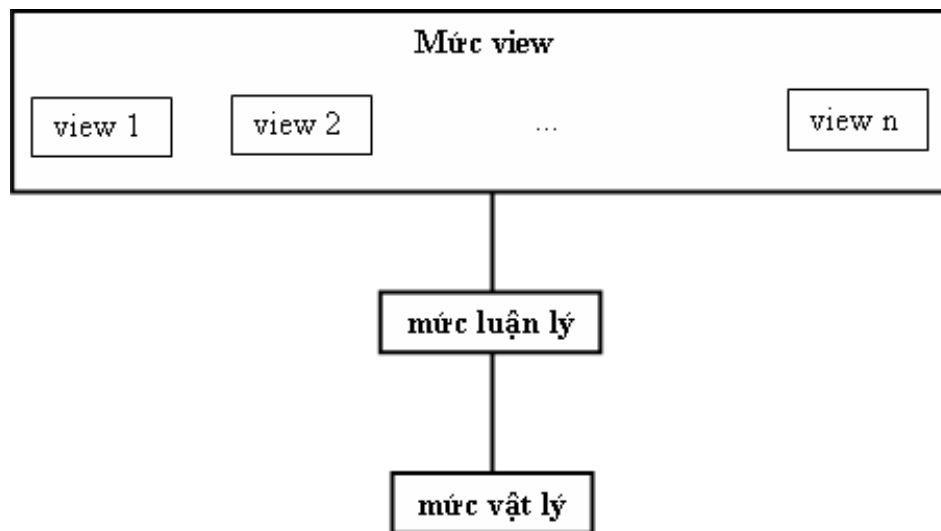 Mức view
view 1
view 2
...
view n
mức luận lý
mức vật lý